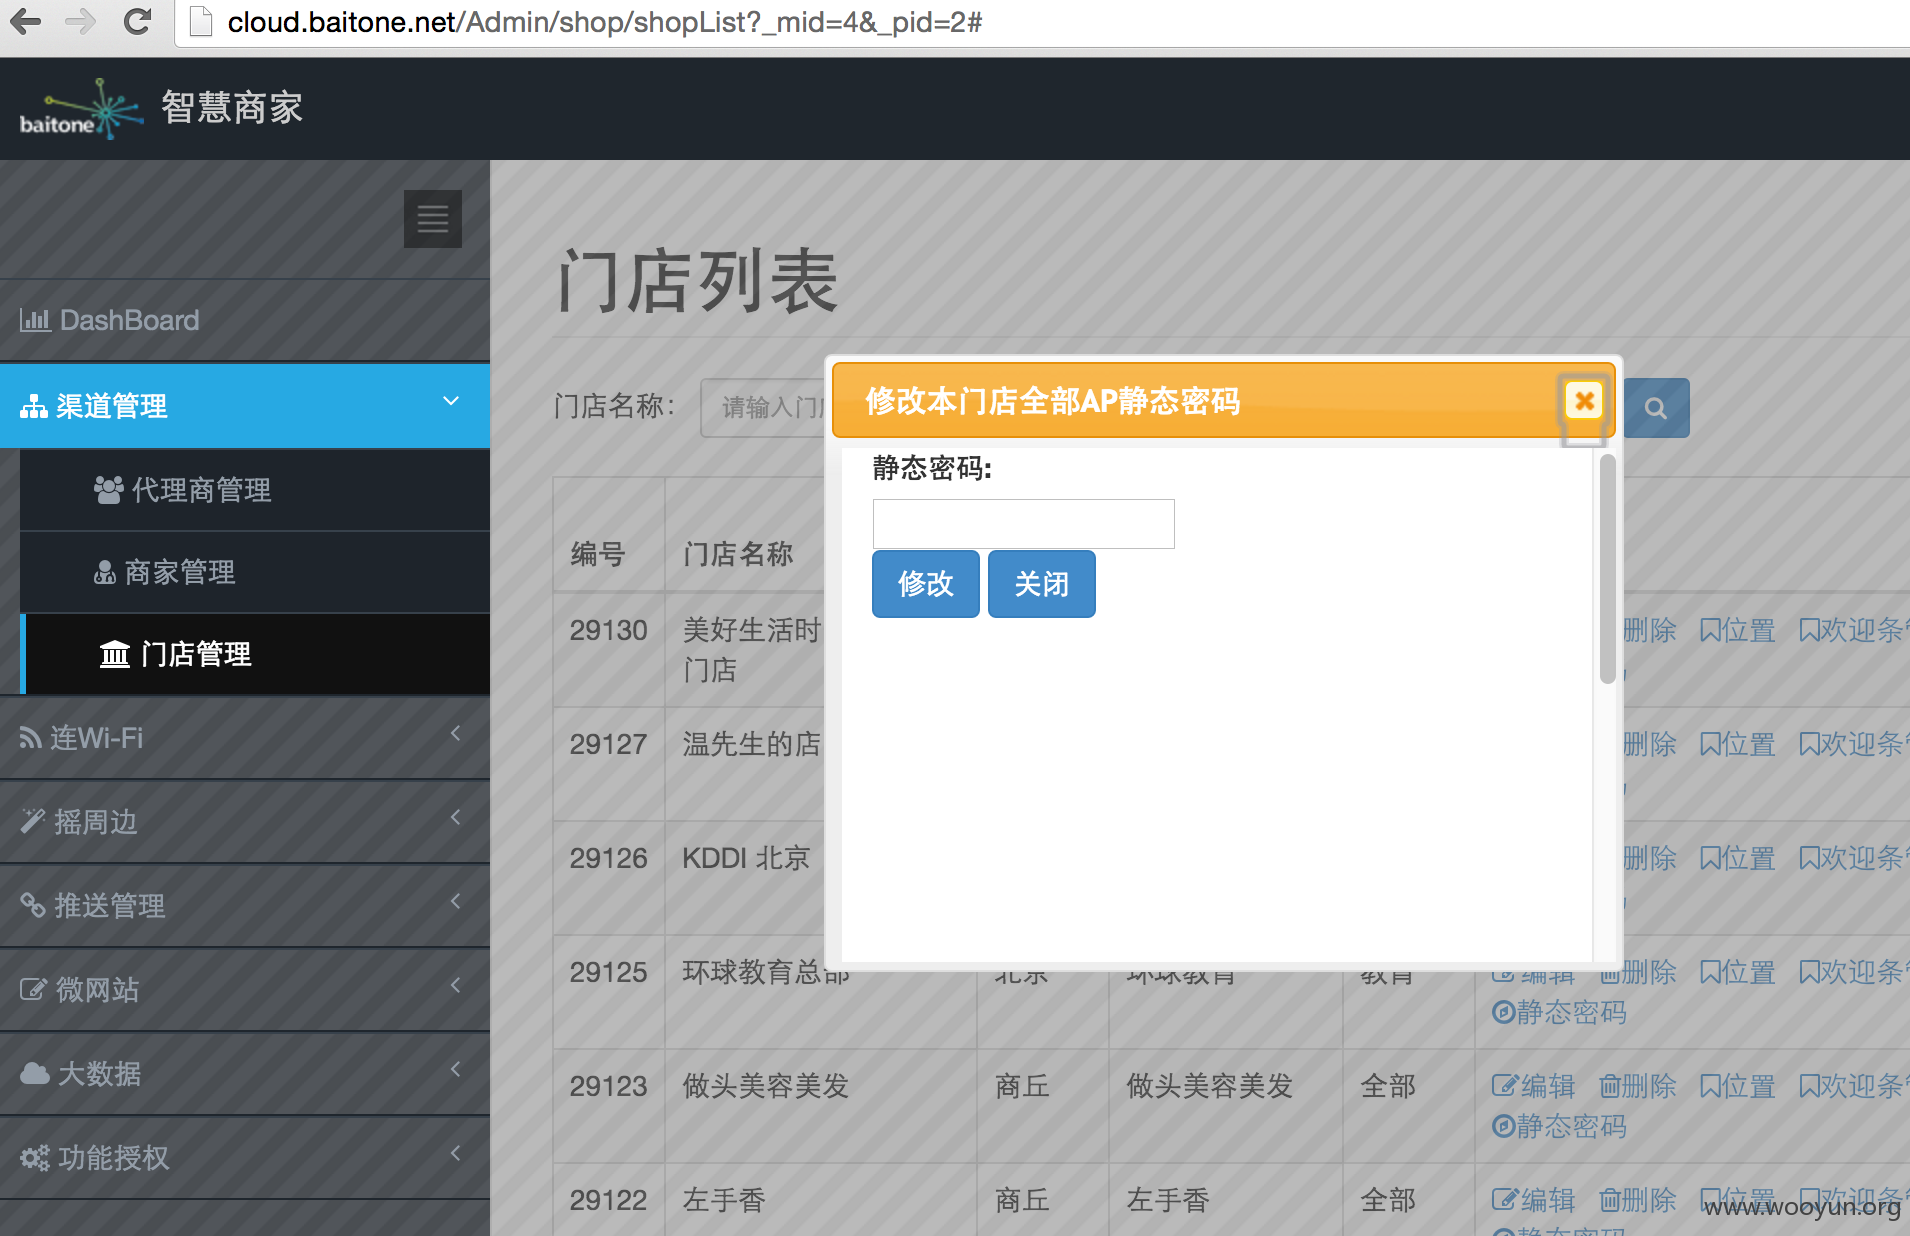 cloud.baitone.net/Admin/shop/shopList?_mid=4&_pid=2#
baitone 智慧商家
DashBoard
渠道管理
代理商管理
商家管理
门店管理
连Wi-Fi
摇周边
推送管理
微网站
大数据
功能授权
门店列表
门店名称: 请输入门
修改本门店全部AP静态密码
静态密码:
修改 关闭
编号 门店名称
29130 美好生活时 删除 位置 欢迎条
门店
29127 温先生的店 删除 位置 欢迎条
29126 KDDI 北京 删除 位置 欢迎条
29125 环球教育总部 北京 环球教育 教育 编辑 删除 位置 欢迎条
静态密码
29123 做头美容美发 商丘 做头美容美发 全部 编辑 删除 位置 欢迎条
静态密码
29122 左手香 商丘 左手香 全部 编辑 删除 位置 欢迎条
静态密码
www.wooyun.org